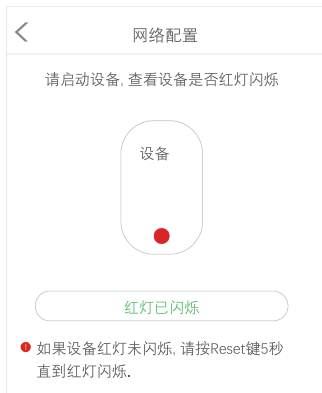 网络配置
请启动设备, 查看设备是否红灯闪烁
设备
红灯已闪烁
如果设备红灯未闪烁, 请按Reset键5秒
直到红灯闪烁.